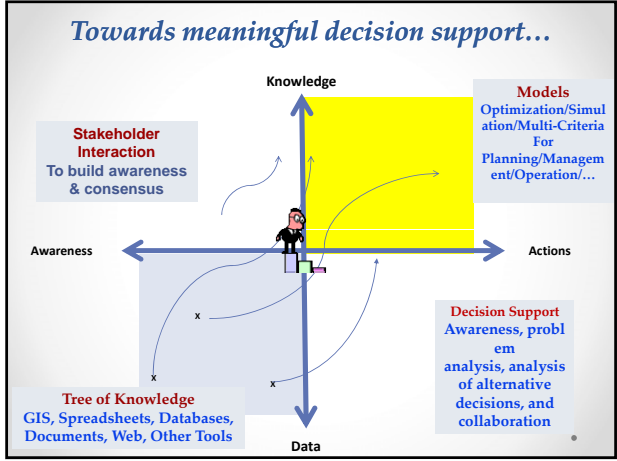 Towards meaningful decision support…
Knowledge
Models
Optimization/Simul
ation/Multi-Criteria
For
Planning/Managem
ent/Operation/…
Stakeholder
Interaction
To build awareness
& consensus
Awareness
Actions
x
x
x
Decision Support
Awareness, probl
em
analysis, analysis
of alternative
decisions, and
collaboration
Tree of Knowledge
GIS, Spreadsheets, Databases,
Documents, Web, Other Tools
Data